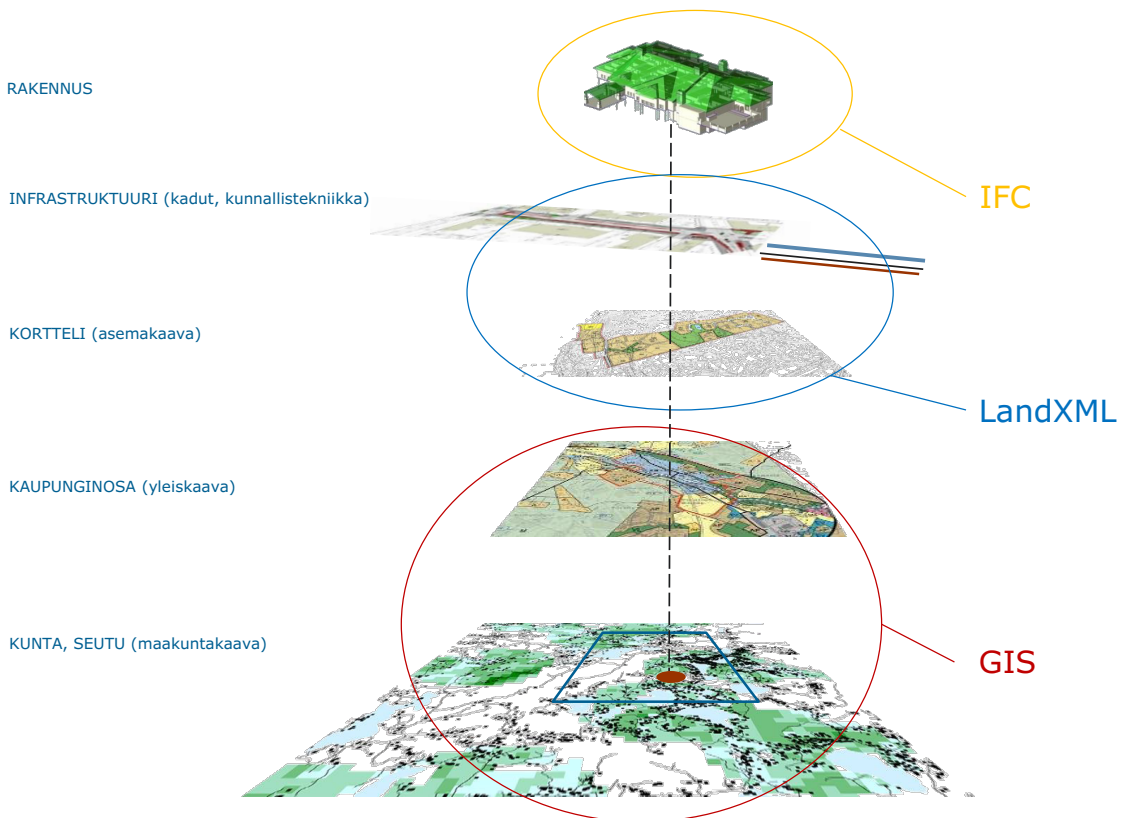 RAKENNUS
INFRASTRUKTUURI (kadut, kunnallistekniikka)
IFC
KORTTELI (asemakaava)
LandXML
KAUPUNGINOSA (yleiskaava)
KUNTA, SEUTU (maakuntakaava)
GIS